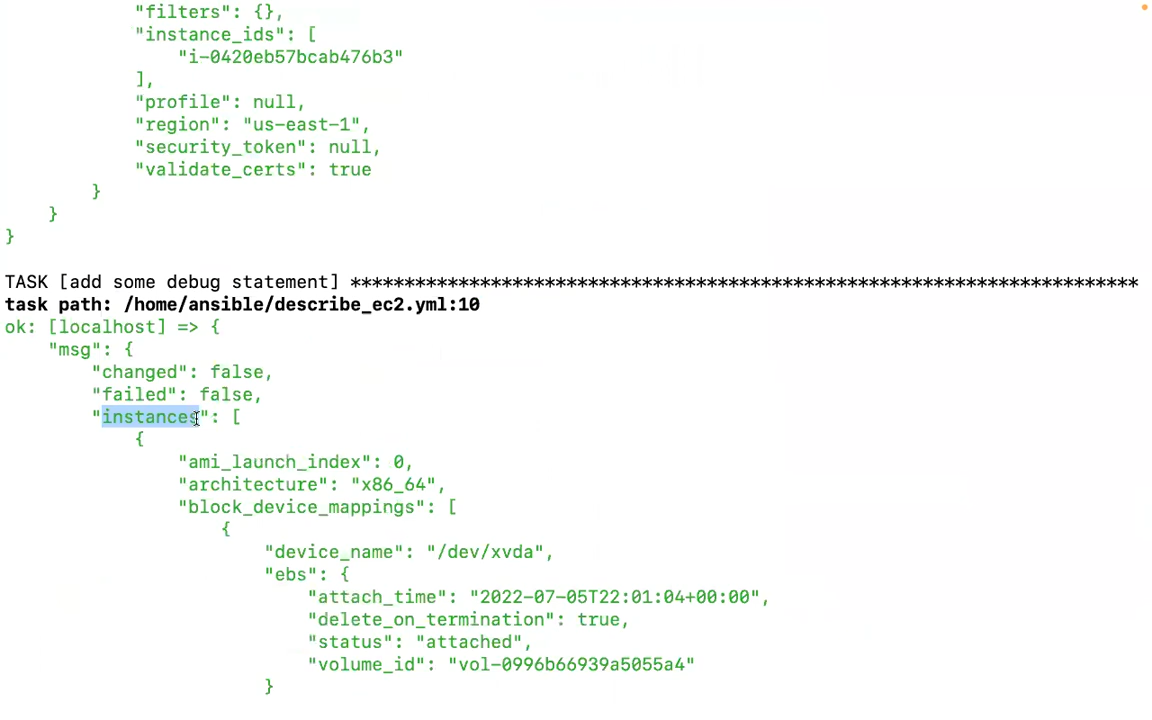 "filters": {},
"instance_ids": [
"i-0420eb57bcab476b3"
],
"profile": null,
"region": "us-east-1",
"security_token": null,
"validate_certs": true
}
}
}
TASK [add some debug statement] *************************************************************************
task path: /home/ansible/describe_ec2.yml:10
ok: [localhost] => {
"msg": {
"changed": false,
"failed": false,
"instances": [
{
"ami_launch_index": 0,
"architecture": "x86_64",
"block_device_mappings": [
{
"device_name": "/dev/xvda",
"ebs": {
"attach_time": "2022-07-05T22:01:04+00:00",
"delete_on_termination": true,
"status": "attached",
"volume_id": "vol-0996b66939a5055a4"
}